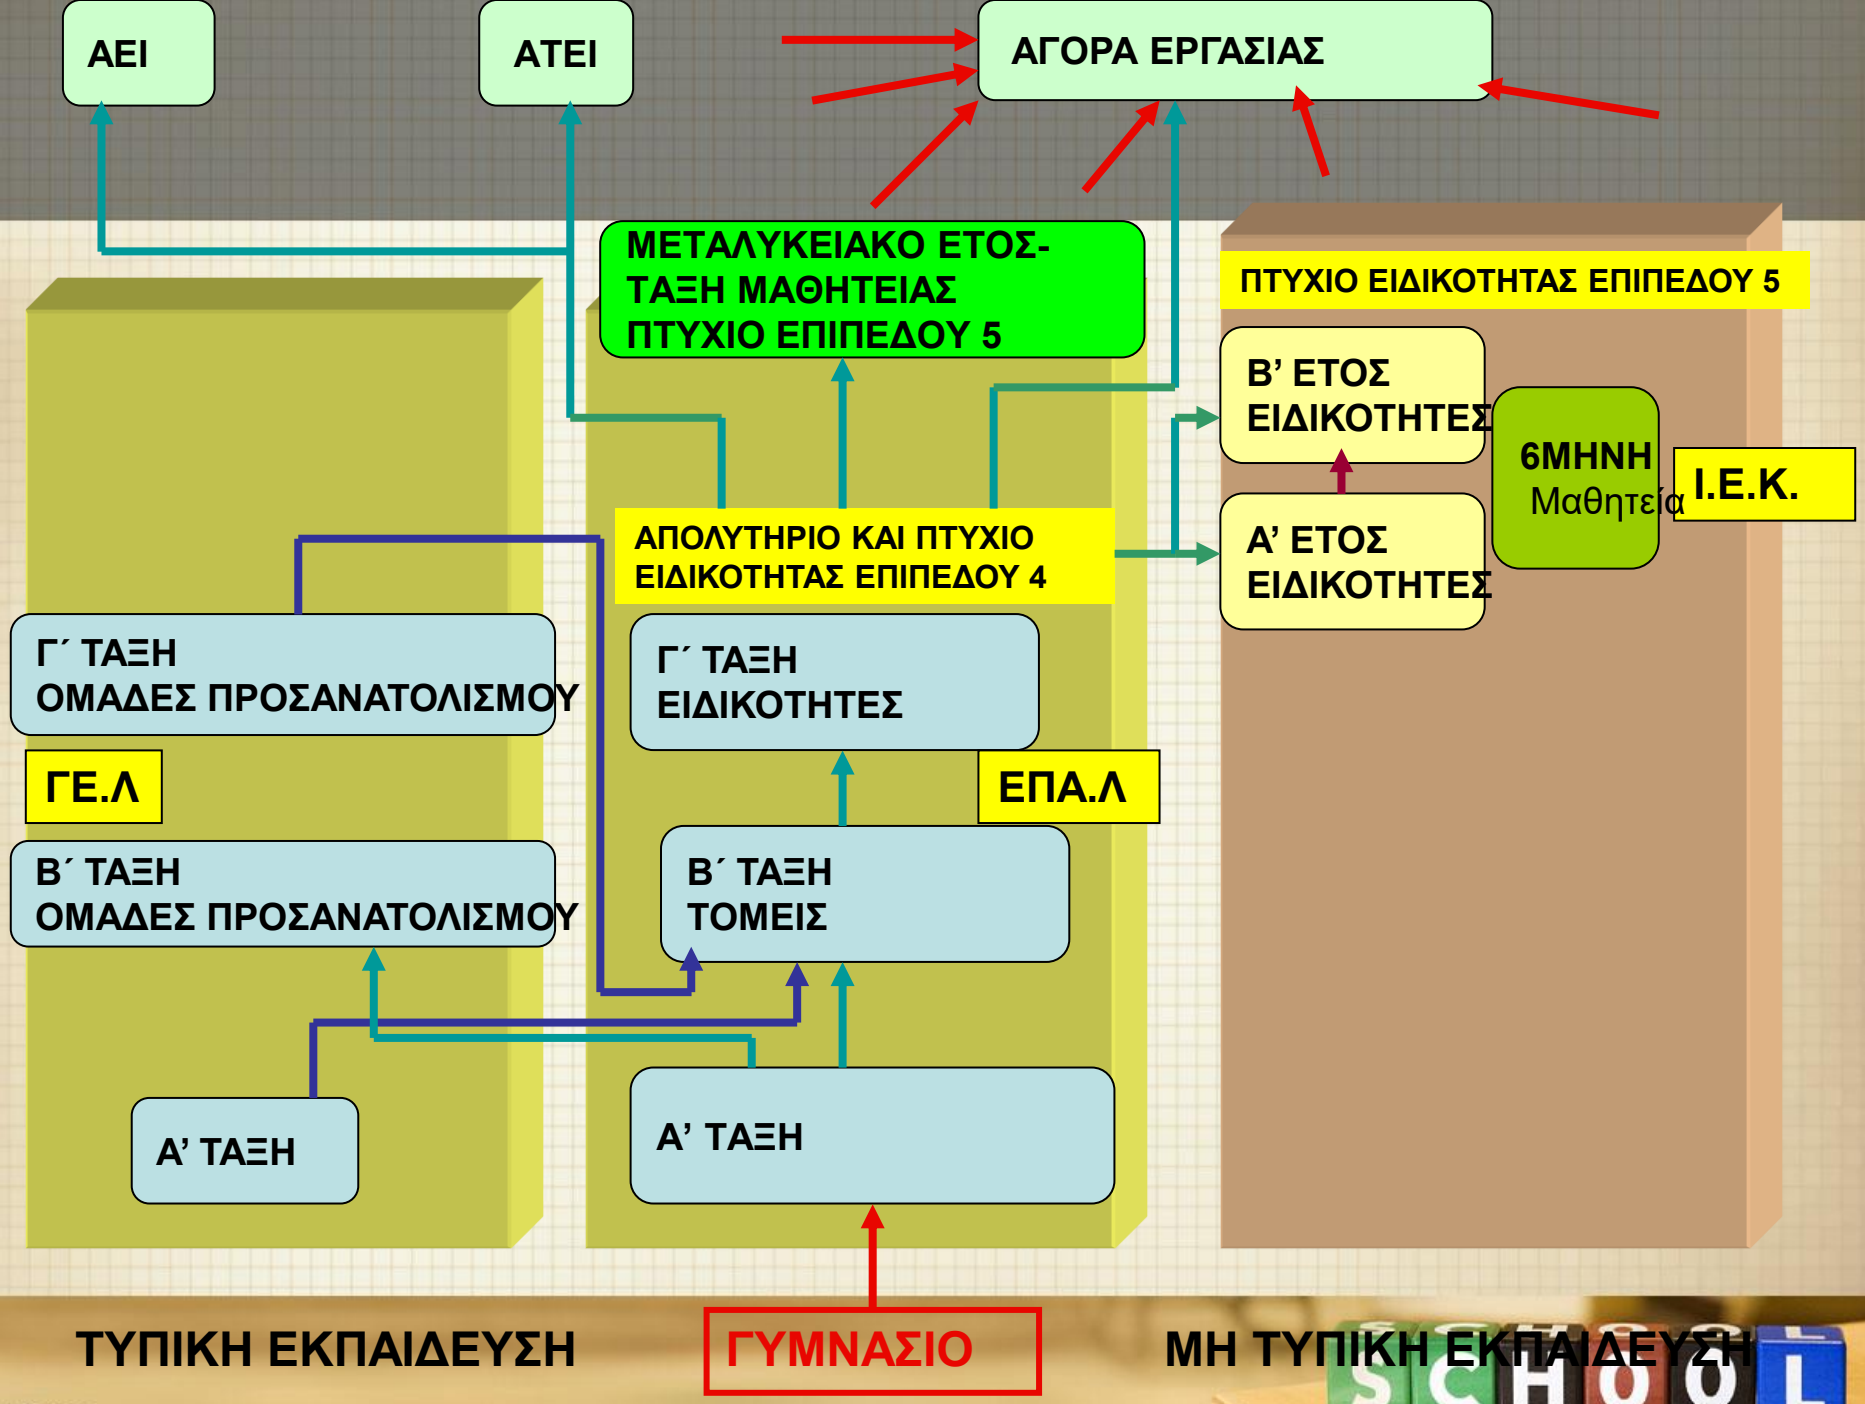 ΑΕΙ
ΑΤΕΙ
ΑΓΟΡΑ ΕΡΓΑΣΙΑΣ
ΜΕΤΑΛΥΚΕΙΑΚΟ ΕΤΟΣ-
ΤΑΞΗ ΜΑΘΗΤΕΙΑΣ
ΠΤΥΧΙΟ ΕΠΙΠΕΔΟΥ 5
ΠΤΥΧΙΟ ΕΙΔΙΚΟΤΗΤΑΣ ΕΠΙΠΕΔΟΥ 5
Β’ ΕΤΟΣ
ΕΙΔΙΚΟΤΗΤΕΣ
6ΜΗΝΗ
Μαθητεία
Ι.Ε.Κ.
Α’ ΕΤΟΣ
ΕΙΔΙΚΟΤΗΤΕΣ
ΑΠΟΛΥΤΗΡΙΟ ΚΑΙ ΠΤΥΧΙΟ
ΕΙΔΙΚΟΤΗΤΑΣ ΕΠΙΠΕΔΟΥ 4
Γ΄ ΤΑΞΗ
ΟΜΑΔΕΣ ΠΡΟΣΑΝΑΤΟΛΙΣΜΟΥ
Γ΄ ΤΑΞΗ
ΕΙΔΙΚΟΤΗΤΕΣ
ΓΕ.Λ
ΕΠΑ.Λ
Β΄ ΤΑΞΗ
ΟΜΑΔΕΣ ΠΡΟΣΑΝΑΤΟΛΙΣΜΟΥ
Β΄ ΤΑΞΗ
ΤΟΜΕΙΣ
Α’ ΤΑΞΗ
Α’ ΤΑΞΗ
ΤΥΠΙΚΗ ΕΚΠΑΙΔΕΥΣΗ
ΓΥΜΝΑΣΙΟ
ΜΗ ΤΥΠΙΚΗ ΕΚΠΑΙΔΕΥΣΗ
SCHOOL